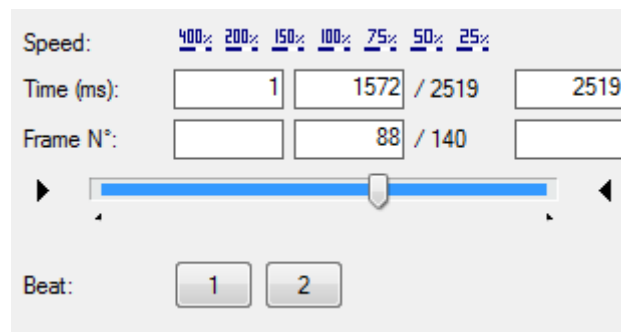 Speed: 400% 200% 150% 100% 75% 50% 25%
Time (ms): 1 1572 / 2519 2519
Frame N°: 88 / 140
Beat: 1 2